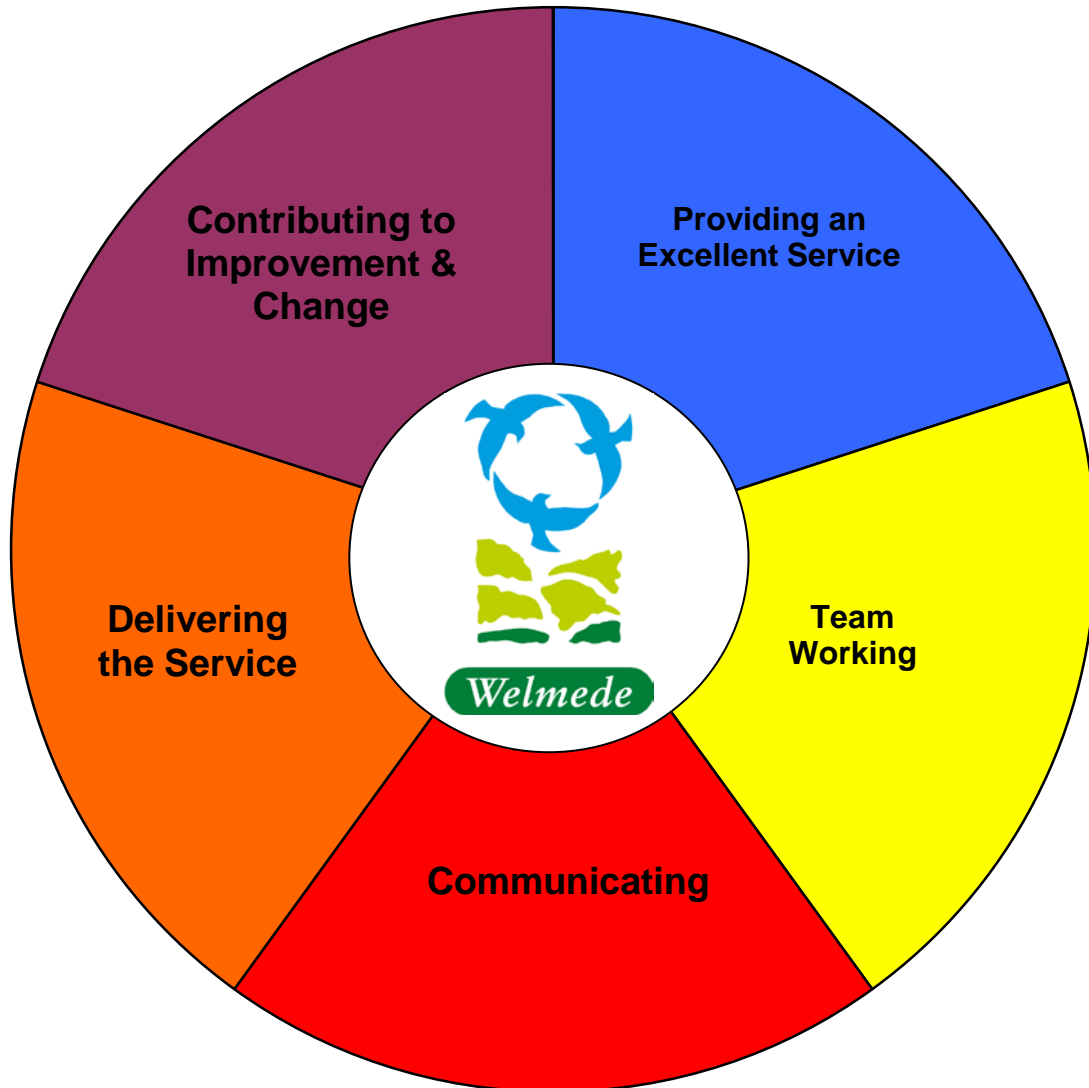 Contributing to
Improvement &
Change
Providing an
Excellent Service
Delivering
the Service
Team
Working
Welmede
Communicating